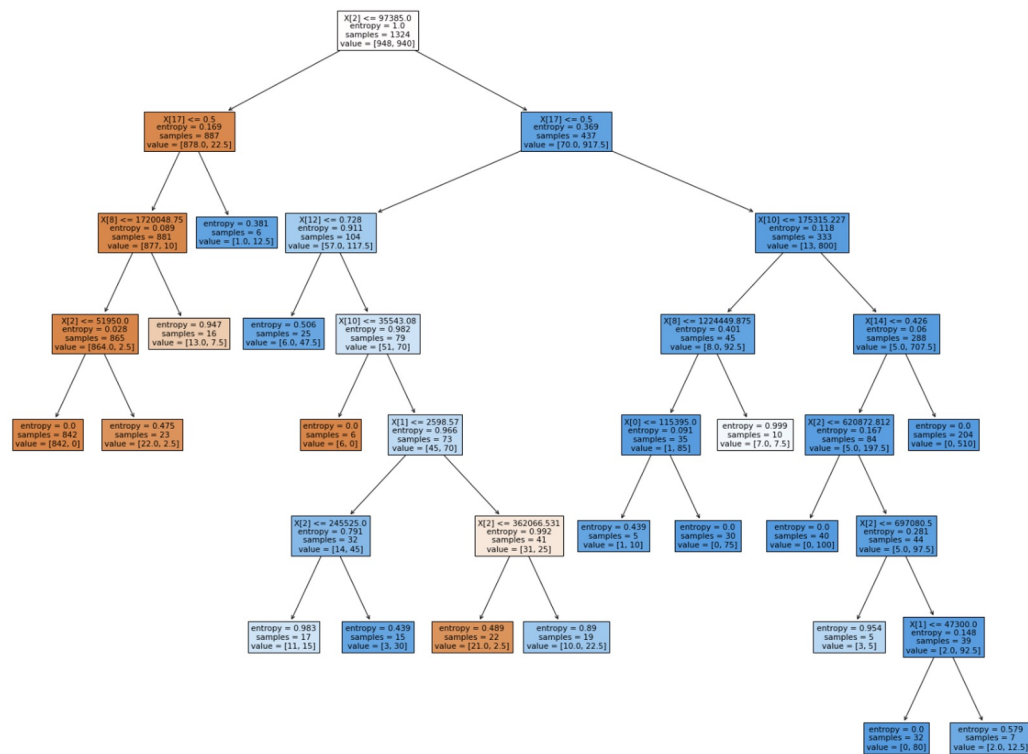 X[2] <= 97385.0
entropy = 1.0
samples = 1324
value = [948, 940]
X[17] <= 0.5
entropy = 0.169
samples = 887
value = [878.0, 22.5]
X[17] <= 0.5
entropy = 0.369
samples = 437
value = [70.0, 917.5]
X[8] <= 1720048.75
entropy = 0.089
samples = 881
value = [877, 10]
entropy = 0.381
samples = 6
value = [1.0, 12.5]
X[12] <= 0.728
entropy = 0.911
samples = 104
value = [57.0, 117.5]
X[10] <= 175315.227
entropy = 0.118
samples = 333
value = [13, 800]
X[2] <= 51950.0
entropy = 0.028
samples = 865
value = [864.0, 2.5]
entropy = 0.947
samples = 16
value = [13.0, 7.5]
entropy = 0.506
samples = 25
value = [6.0, 47.5]
X[10] <= 35543.08
entropy = 0.982
samples = 79
value = [51, 70]
X[8] <= 1224449.875
entropy = 0.401
samples = 45
value = [8.0, 92.5]
X[14] <= 0.426
entropy = 0.06
samples = 288
value = [5.0, 707.5]
entropy = 0.0
samples = 842
value = [842, 0]
entropy = 0.475
samples = 23
value = [22.0, 2.5]
entropy = 0.0
samples = 6
value = [6, 0]
X[1] <= 2598.57
entropy = 0.966
samples = 73
value = [45, 70]
X[0] <= 115395.0
entropy = 0.091
samples = 35
value = [1, 85]
entropy = 0.999
samples = 10
value = [7.0, 7.5]
X[2] <= 620872.812
entropy = 0.167
samples = 84
value = [5.0, 197.5]
entropy = 0.0
samples = 204
value = [0, 510]
X[2] <= 245525.0
entropy = 0.791
samples = 32
value = [14, 45]
X[2] <= 362066.531
entropy = 0.992
samples = 41
value = [31, 25]
entropy = 0.439
samples = 5
value = [1, 10]
entropy = 0.0
samples = 30
value = [0, 75]
entropy = 0.0
samples = 40
value = [0, 100]
X[2] <= 697080.5
entropy = 0.281
samples = 44
value = [5.0, 97.5]
entropy = 0.983
samples = 17
value = [11, 15]
entropy = 0.439
samples = 15
value = [3, 30]
entropy = 0.489
samples = 22
value = [21.0, 2.5]
entropy = 0.89
samples = 19
value = [10.0, 22.5]
entropy = 0.954
samples = 5
value = [3, 5]
X[1] <= 47300.0
entropy = 0.148
samples = 39
value = [2.0, 92.5]
entropy = 0.0
samples = 32
value = [0, 80]
entropy = 0.579
samples = 7
value = [2.0, 12.5]